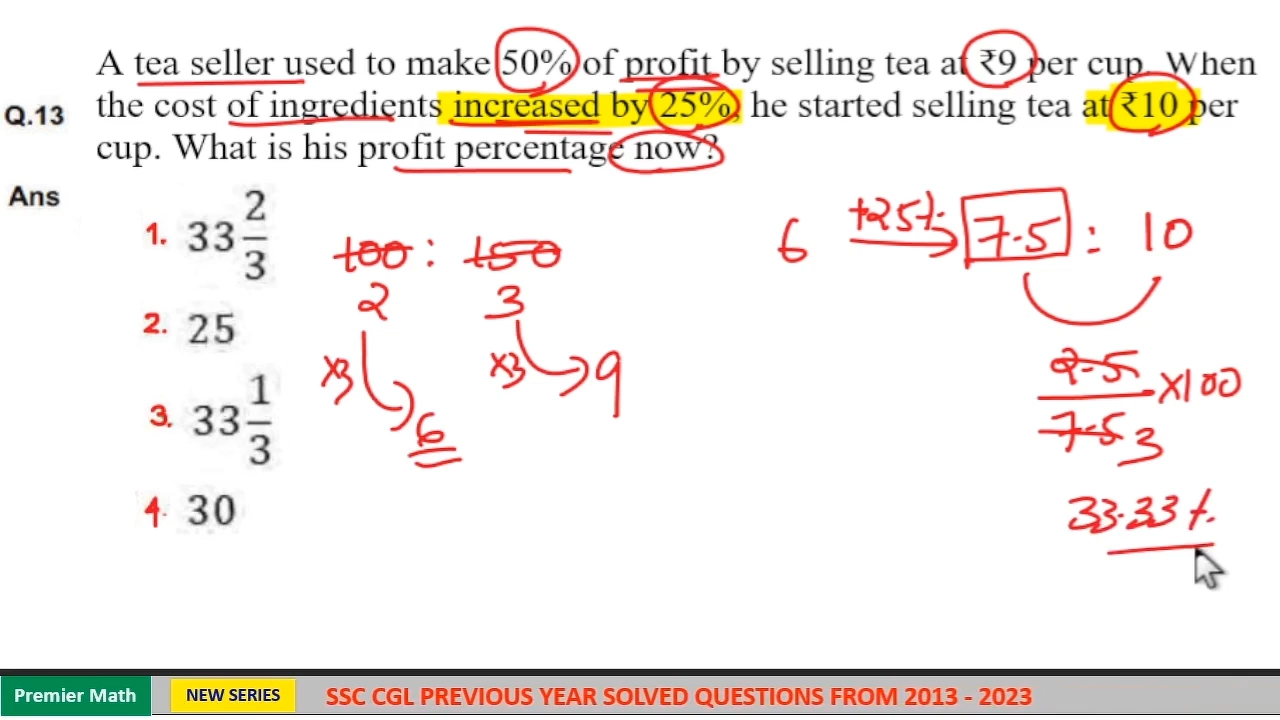 A tea seller used to make 50% of profit by selling tea at ₹9 per cup. When
Q.13 the cost of ingredients increased by 25%, he started selling tea at ₹10 per
cup. What is his profit percentage now?
Ans
1. 33 2/3
2. 25
3. 33 1/3
4. 30
100 : 150
2 3
×3 ×3 9
6
6 +25% 7.5 : 10
2.5
×100
7.5 3
33.33%
Premier Math NEW SERIES SSC CGL PREVIOUS YEAR SOLVED QUESTIONS FROM 2013 - 2023